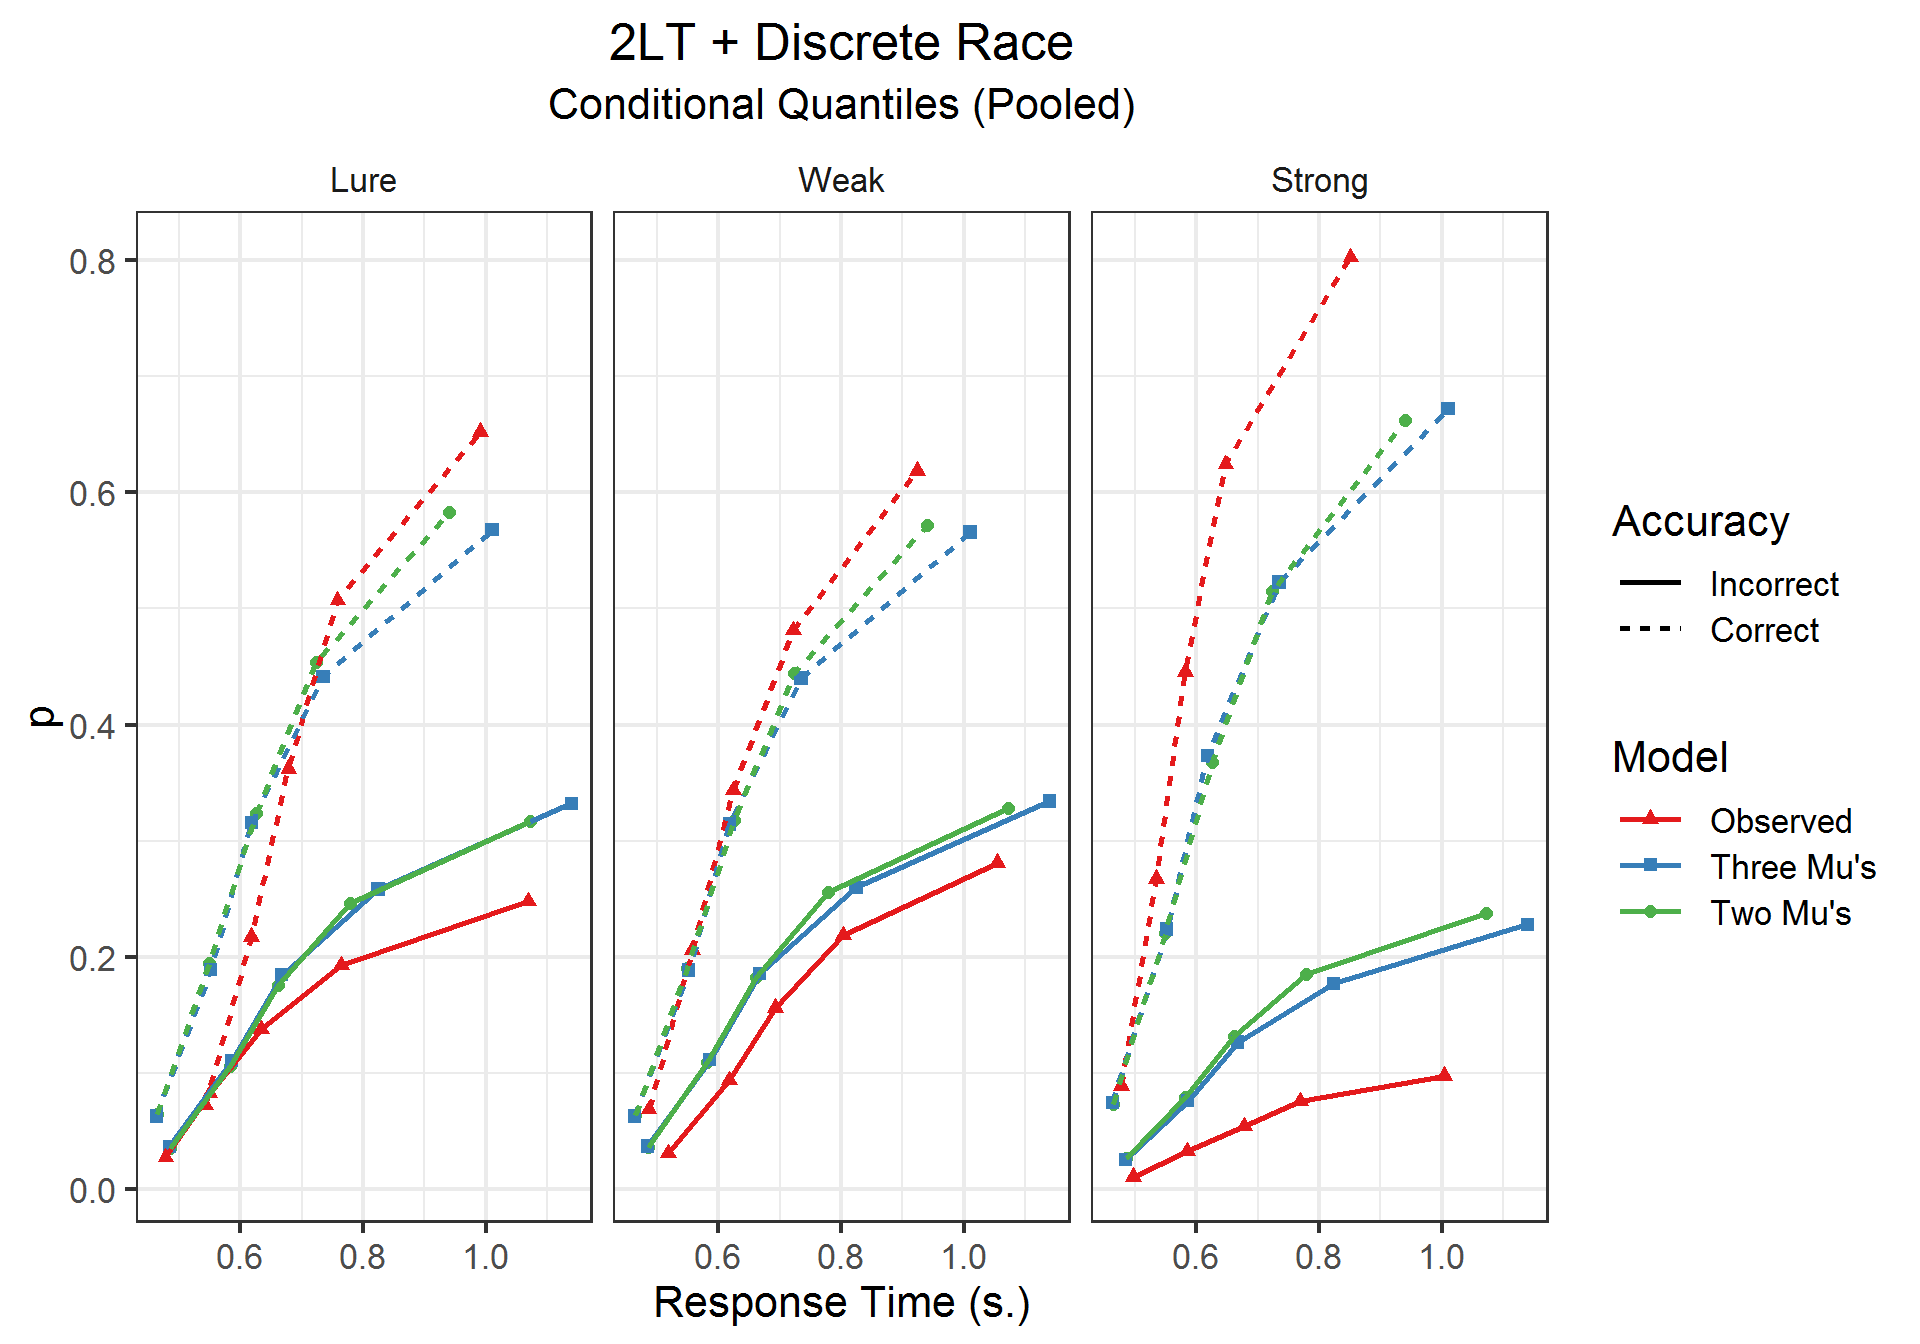 2LT + Discrete Race
Conditional Quantiles (Pooled)
Lure
Weak
Strong
0.8
0.6
0.4
0.2
0.0
p
0.6 0.8 1.0
0.6 0.8 1.0
0.6 0.8 1.0
Response Time (s.)
Accuracy
Incorrect
Correct
Model
Observed
Three Mu's
Two Mu's